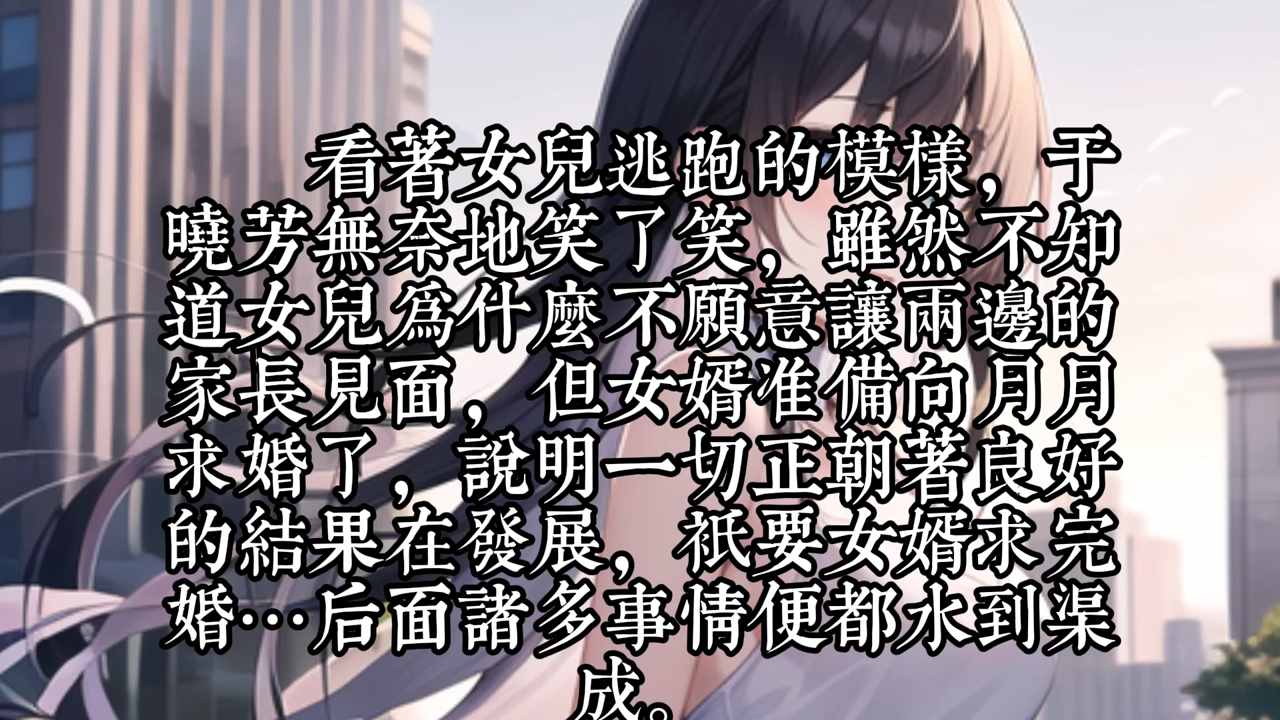 看著女兒逃跑的模樣，于
曉芳無奈地笑了笑，雖然不知
道女兒爲什麼不願意讓兩邊的
家長見面，但女婿准備向月月
求婚了，說明一切正朝著良好
的結果在發展，衹要女婿求完
婚…后面諸多事情便都水到渠
成。